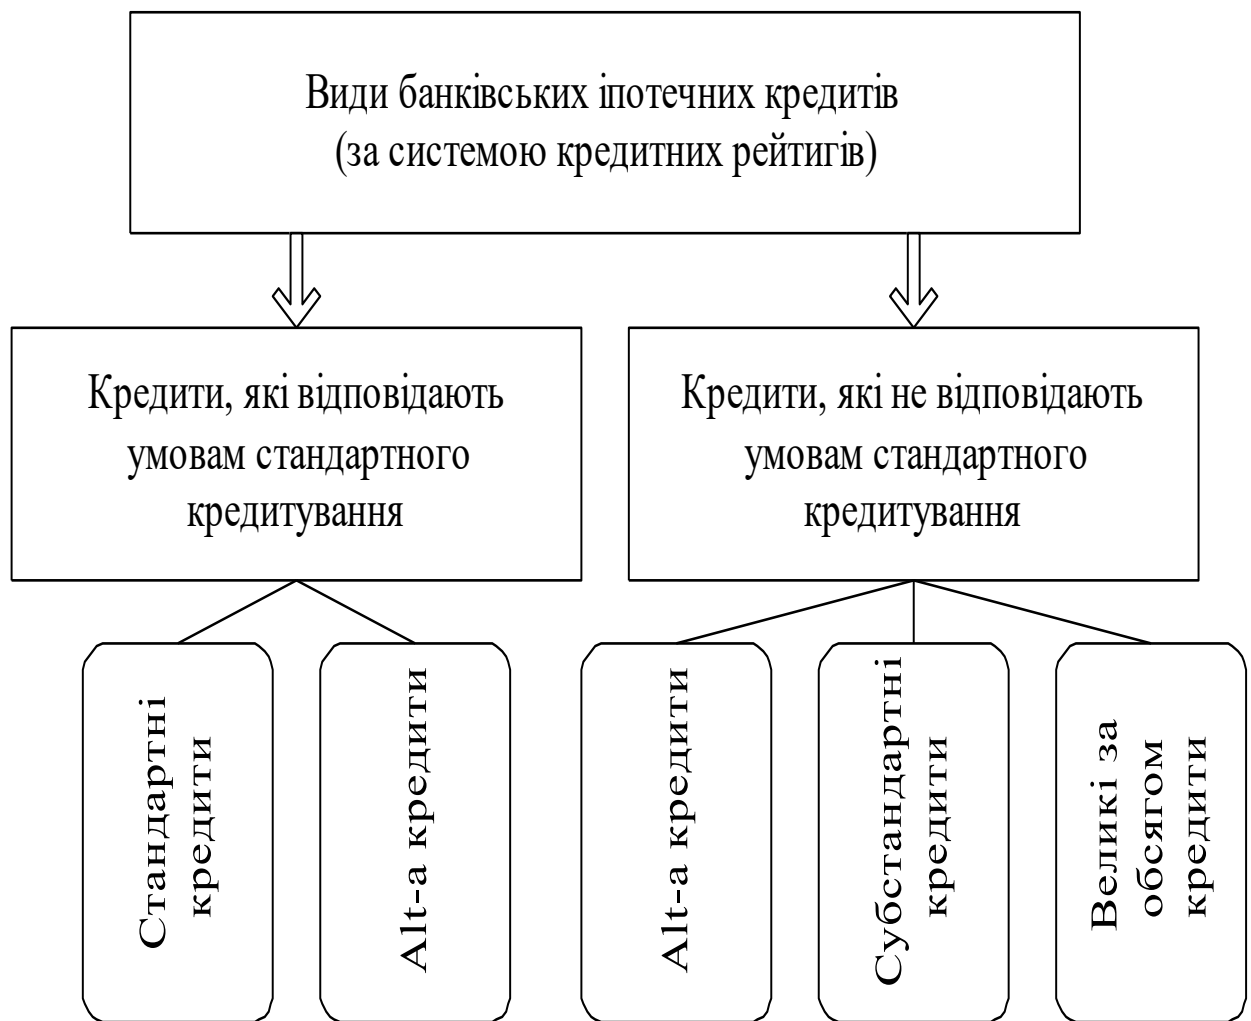 Види банківських іпотечних кредитів
(за системою кредитних рейтигів)
Кредити, які відповідають
умовам стандартного
кредитування
Кредити, які не відповідають
умовам стандартного
кредитування
Стандартні
кредити
Alt-а кредити
Alt-а кредити
Субстандартні
кредити
Великі за
обсягом
кредити